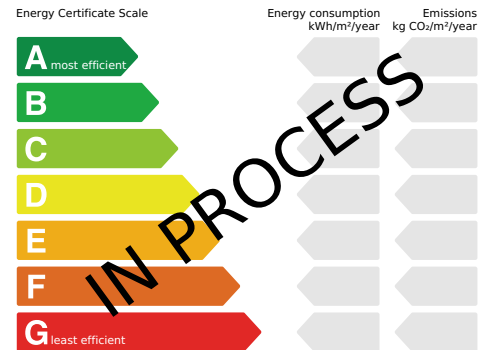 Energy Certificate Scale
Energy consumption
kWh/m²/year
Emissions
kg CO₂/m²/year
A most efficient
B
C
D
E
F
G least efficient
IN PROCESS